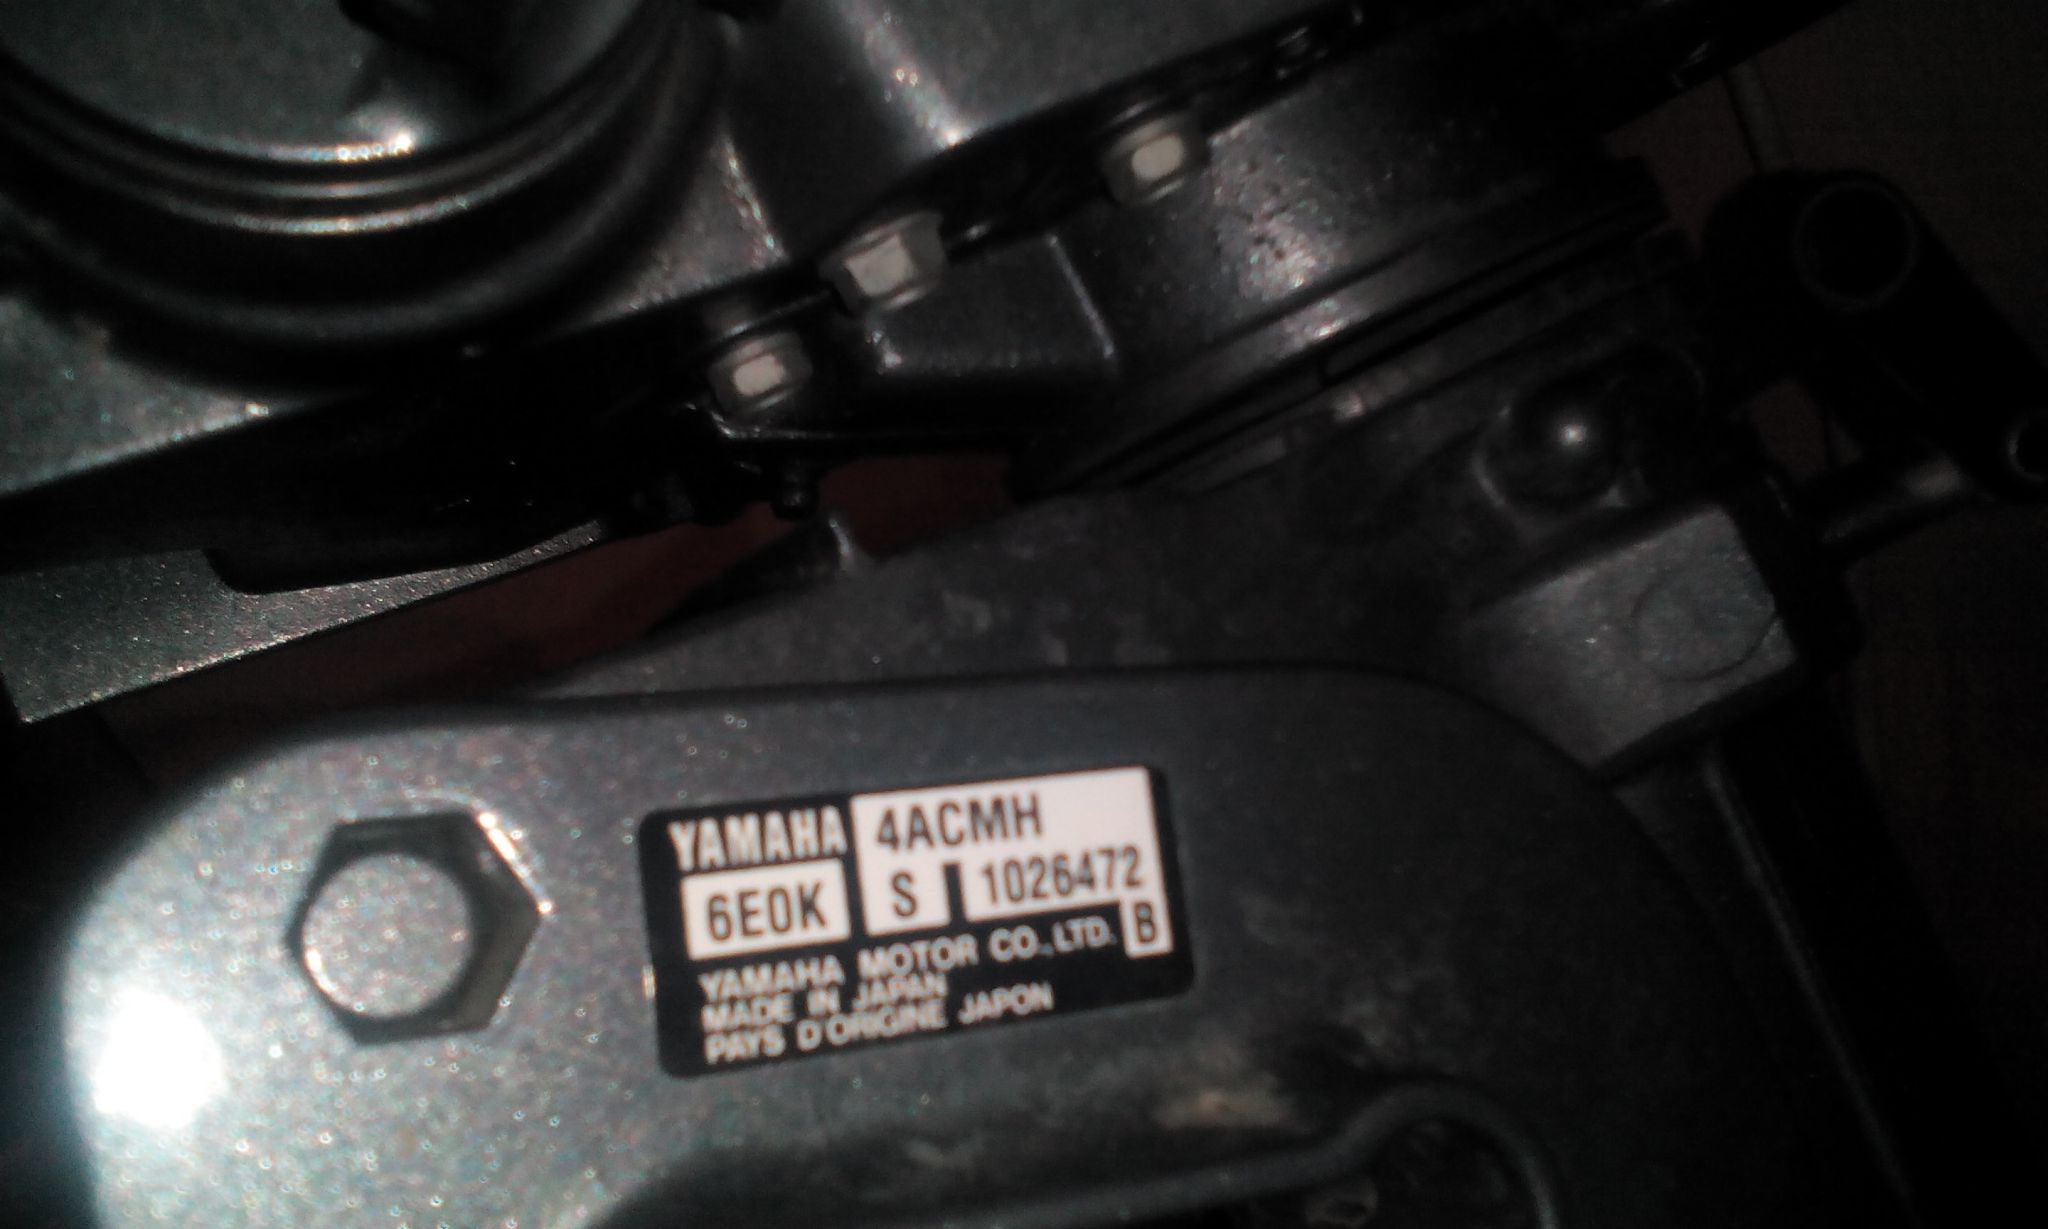 YAMAHA 4ACMH
6E0K S 1026472
B
YAMAHA MOTOR CO.,LTD.
MADE IN JAPAN
PAYS D'ORIGINE JAPON